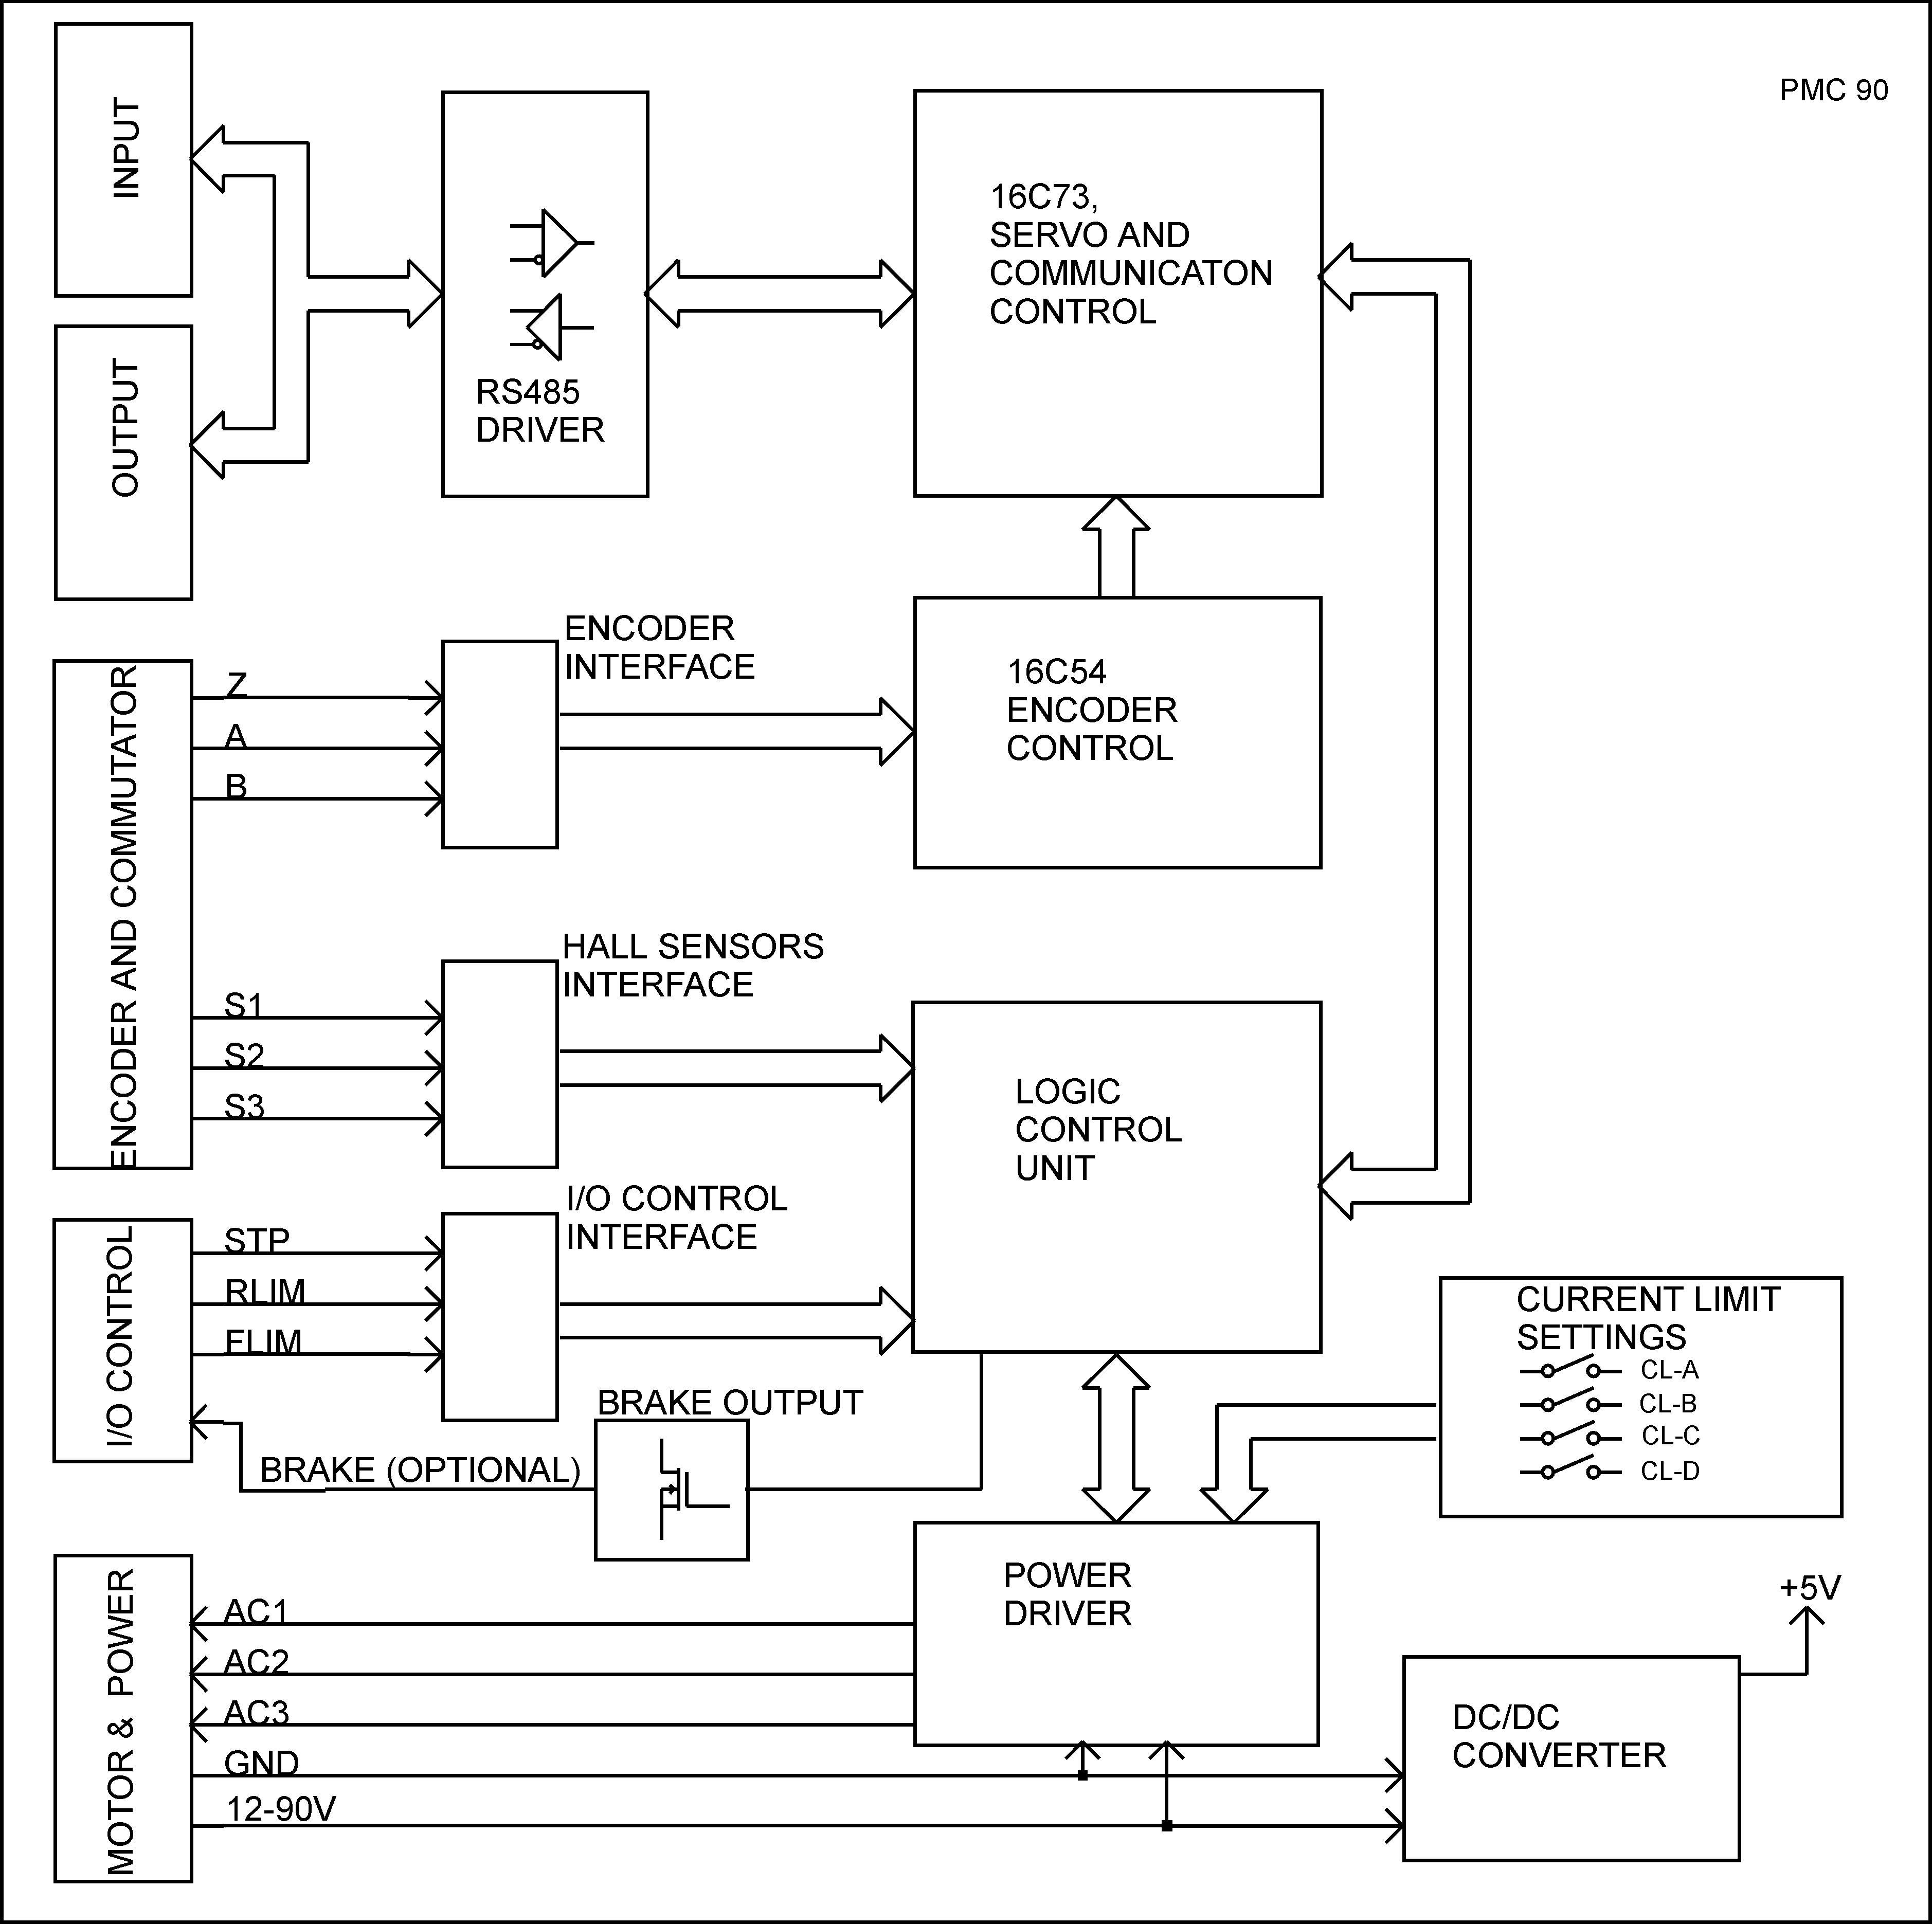 PMC 90
INPUT
OUTPUT
RS485
DRIVER
16C73,
SERVO AND
COMMUNICATON
CONTROL
ENCODER AND COMMUTATOR
Z
A
B
ENCODER
INTERFACE
16C54
ENCODER
CONTROL
S1
S2
S3
HALL SENSORS
INTERFACE
LOGIC
CONTROL
UNIT
I/O CONTROL
STP
RLIM
FLIM
I/O CONTROL
INTERFACE
BRAKE (OPTIONAL)
BRAKE OUTPUT
CURRENT LIMIT
SETTINGS
CL-A
CL-B
CL-C
CL-D
MOTOR & POWER
AC1
AC2
AC3
GND
12-90V
POWER
DRIVER
+5V
DC/DC
CONVERTER